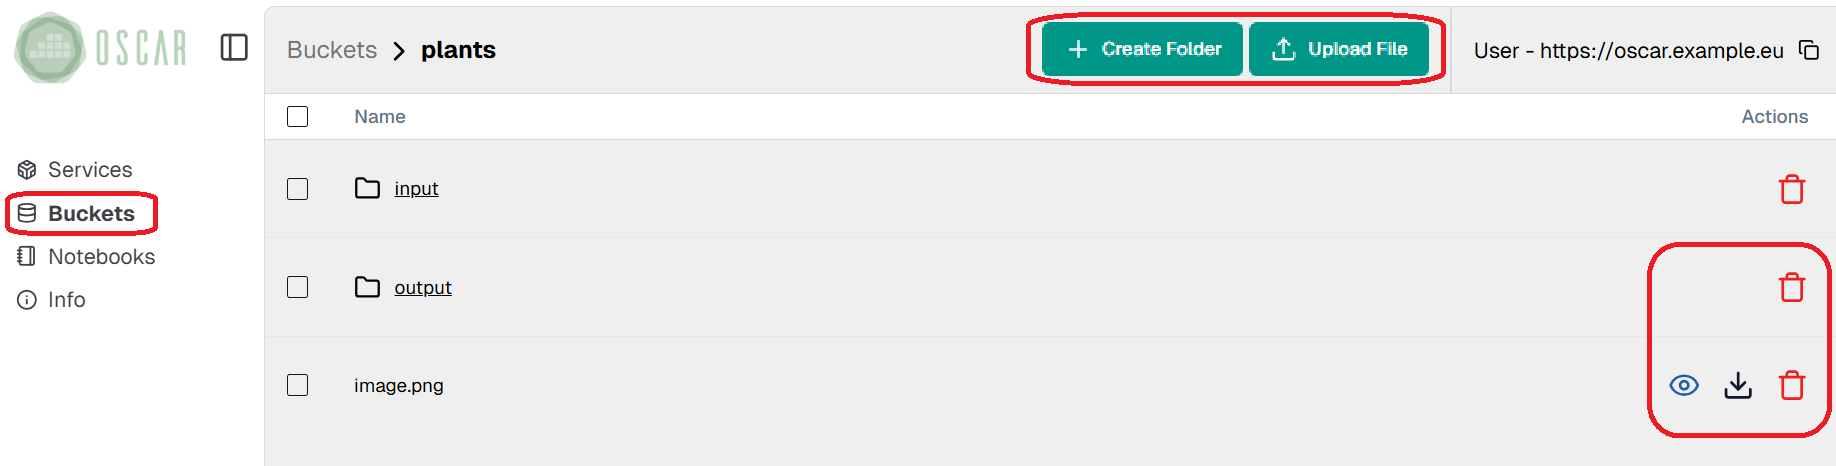 OSCAR
Buckets > plants
Create Folder
Upload File
User - https://oscar.example.eu
Services
Buckets
Notebooks
Info
Name
Actions
input
output
image.png